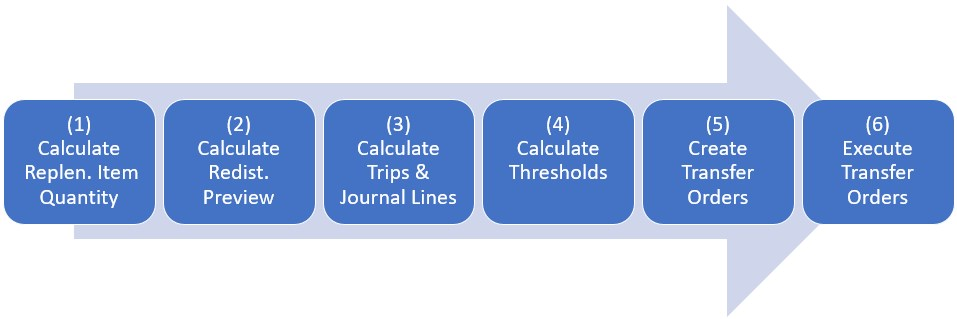 (1)
Calculate
Replen. Item
Quantity
(2)
Calculate
Redist.
Preview
(3)
Calculate
Trips &
Journal Lines
(4)
Calculate
Thresholds
(5)
Create
Transfer
Orders
(6)
Execute
Transfer
Orders